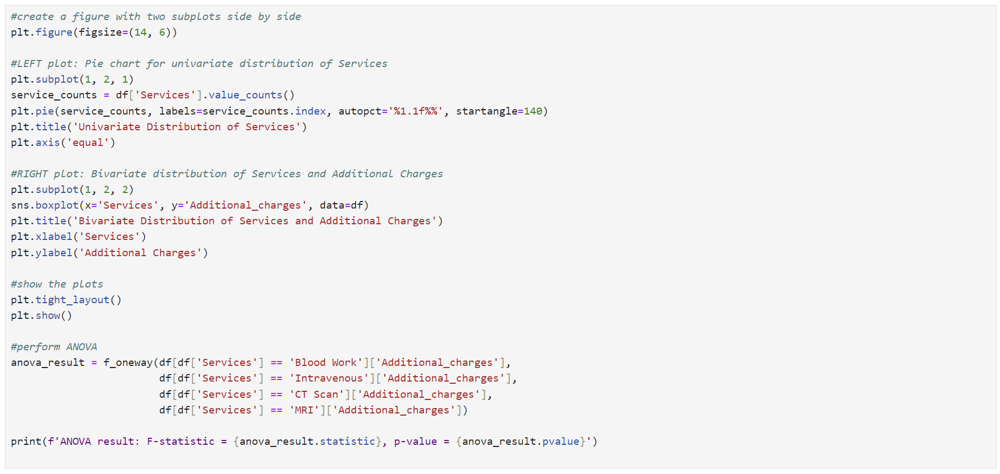 #create a figure with two subplots side by side
plt.figure(figsize=(14, 6))
#LEFT plot: Pie chart for univariate distribution of Services
plt.subplot(1, 2, 1)
service_counts = df['Services'].value_counts()
plt.pie(service_counts, labels=service_counts.index, autopct='%1.1f%%', startangle=140)
plt.title('Univariate Distribution of Services')
plt.axis('equal')
#RIGHT plot: Bivariate distribution of Services and Additional Charges
plt.subplot(1, 2, 2)
sns.boxplot(x='Services', y='Additional_charges', data=df)
plt.title('Bivariate Distribution of Services and Additional Charges')
plt.xlabel('Services')
plt.ylabel('Additional Charges')
#show the plots
plt.tight_layout()
plt.show()
#perform ANOVA
anova_result = f_oneway(df[df['Services'] == 'Blood Work']['Additional_charges'],
df[df['Services'] == 'Intravenous']['Additional_charges'],
df[df['Services'] == 'CT Scan']['Additional_charges'],
df[df['Services'] == 'MRI']['Additional_charges'])
print(f'ANOVA result: F-statistic = {anova_result.statistic}, p-value = {anova_result.pvalue}')